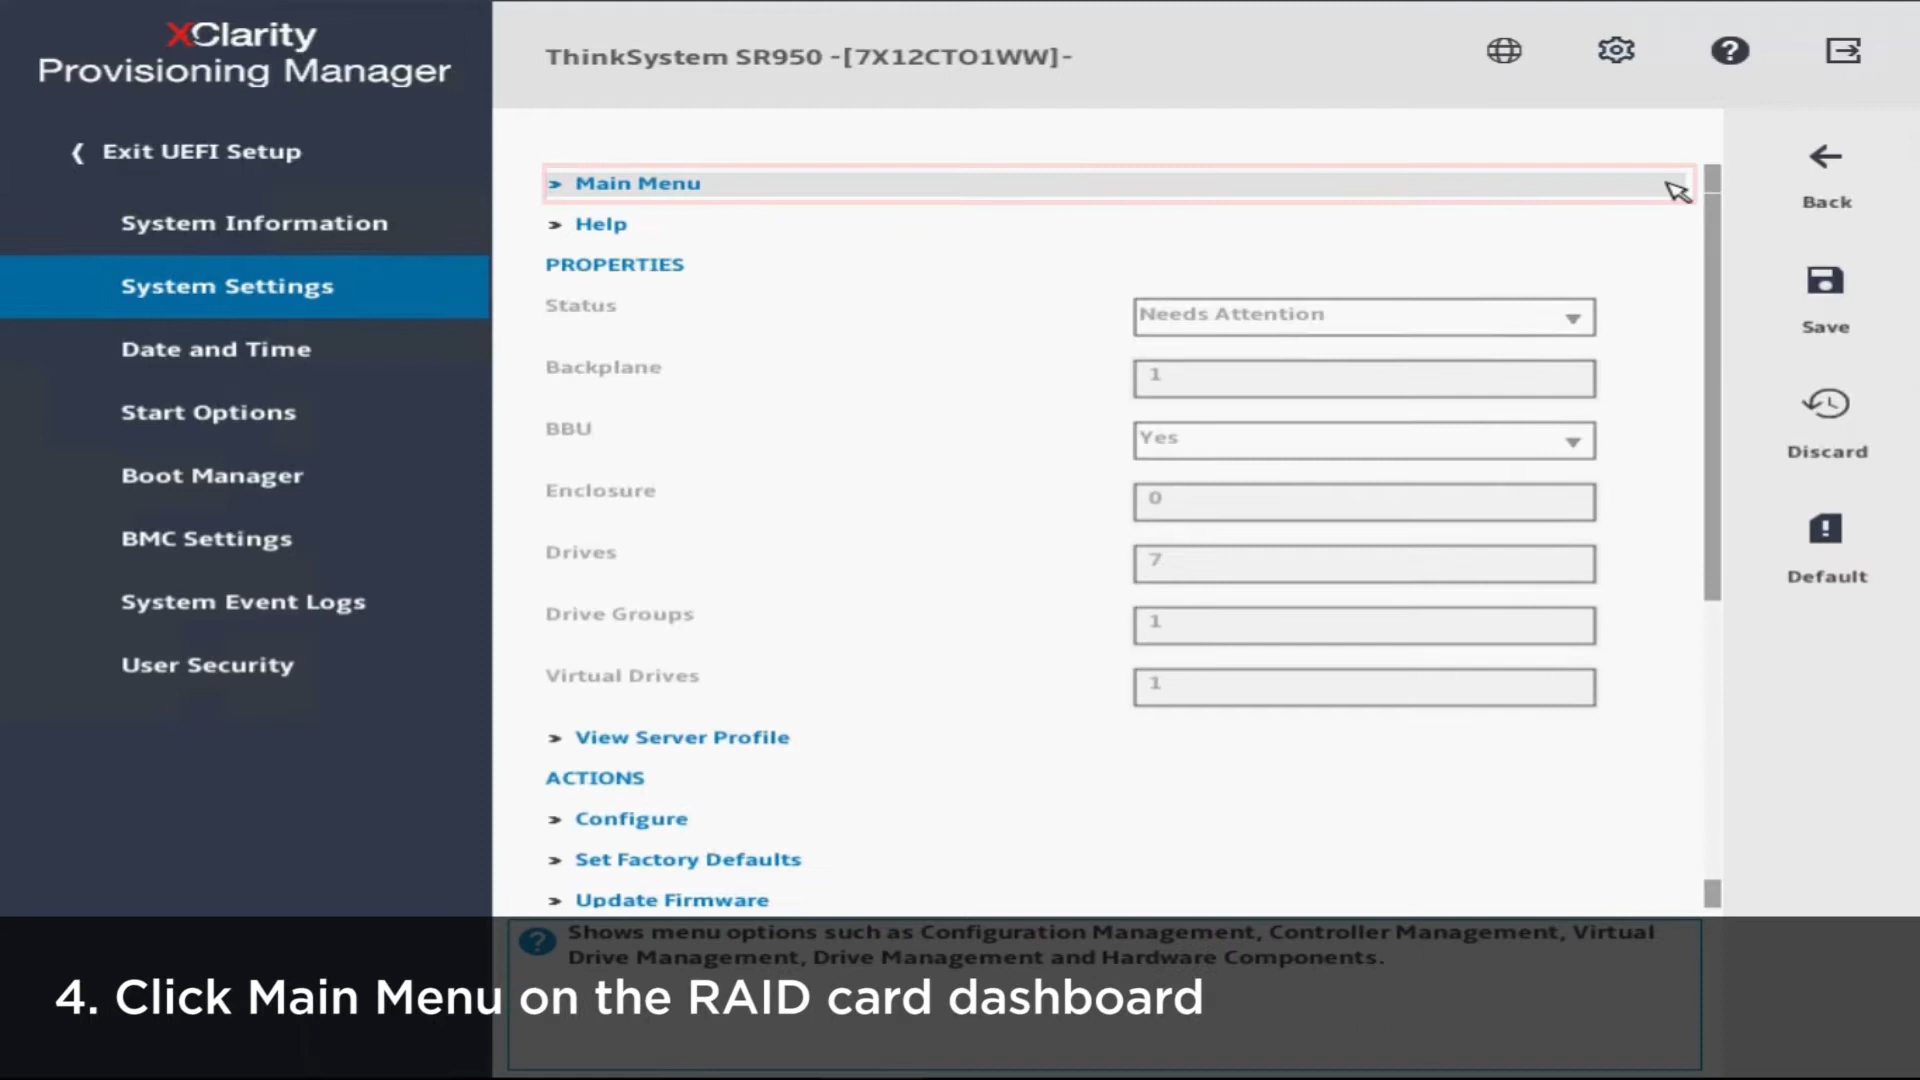 XClarity
Provisioning Manager
ThinkSystem SR950 -[7X12CTO1WW]-
Exit UEFI Setup
System Information
System Settings
Date and Time
Start Options
Boot Manager
BMC Settings
System Event Logs
User Security
Main Menu
Help
PROPERTIES
Status
Needs Attention
Backplane
1
BBU
Yes
Enclosure
0
Drives
7
Drive Groups
1
Virtual Drives
1
View Server Profile
ACTIONS
Configure
Set Factory Defaults
Update Firmware
Back
Save
Discard
Default
Shows menu options such as Configuration Management, Controller Management, Virtual
Drive Management, Drive Management and Hardware Components.
4. Click Main Menu on the RAID card dashboard